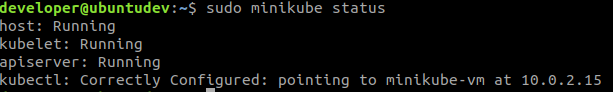 developer@ubuntudev:~$ sudo minikube status
host: Running
kubelet: Running
apiserver: Running
kubectl: Correctly Configured: pointing to minikube-vm at 10.0.2.15